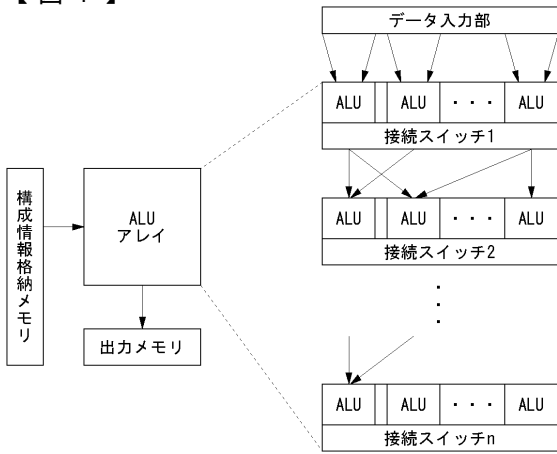 データ入力部
ALU ALU ・・・ ALU
接続スイッチ1
構成情報格納メモリ
ALU
アレイ
出力メモリ
ALU ALU ・・・ ALU
接続スイッチ2
ALU ALU ・・・ ALU
接続スイッチn